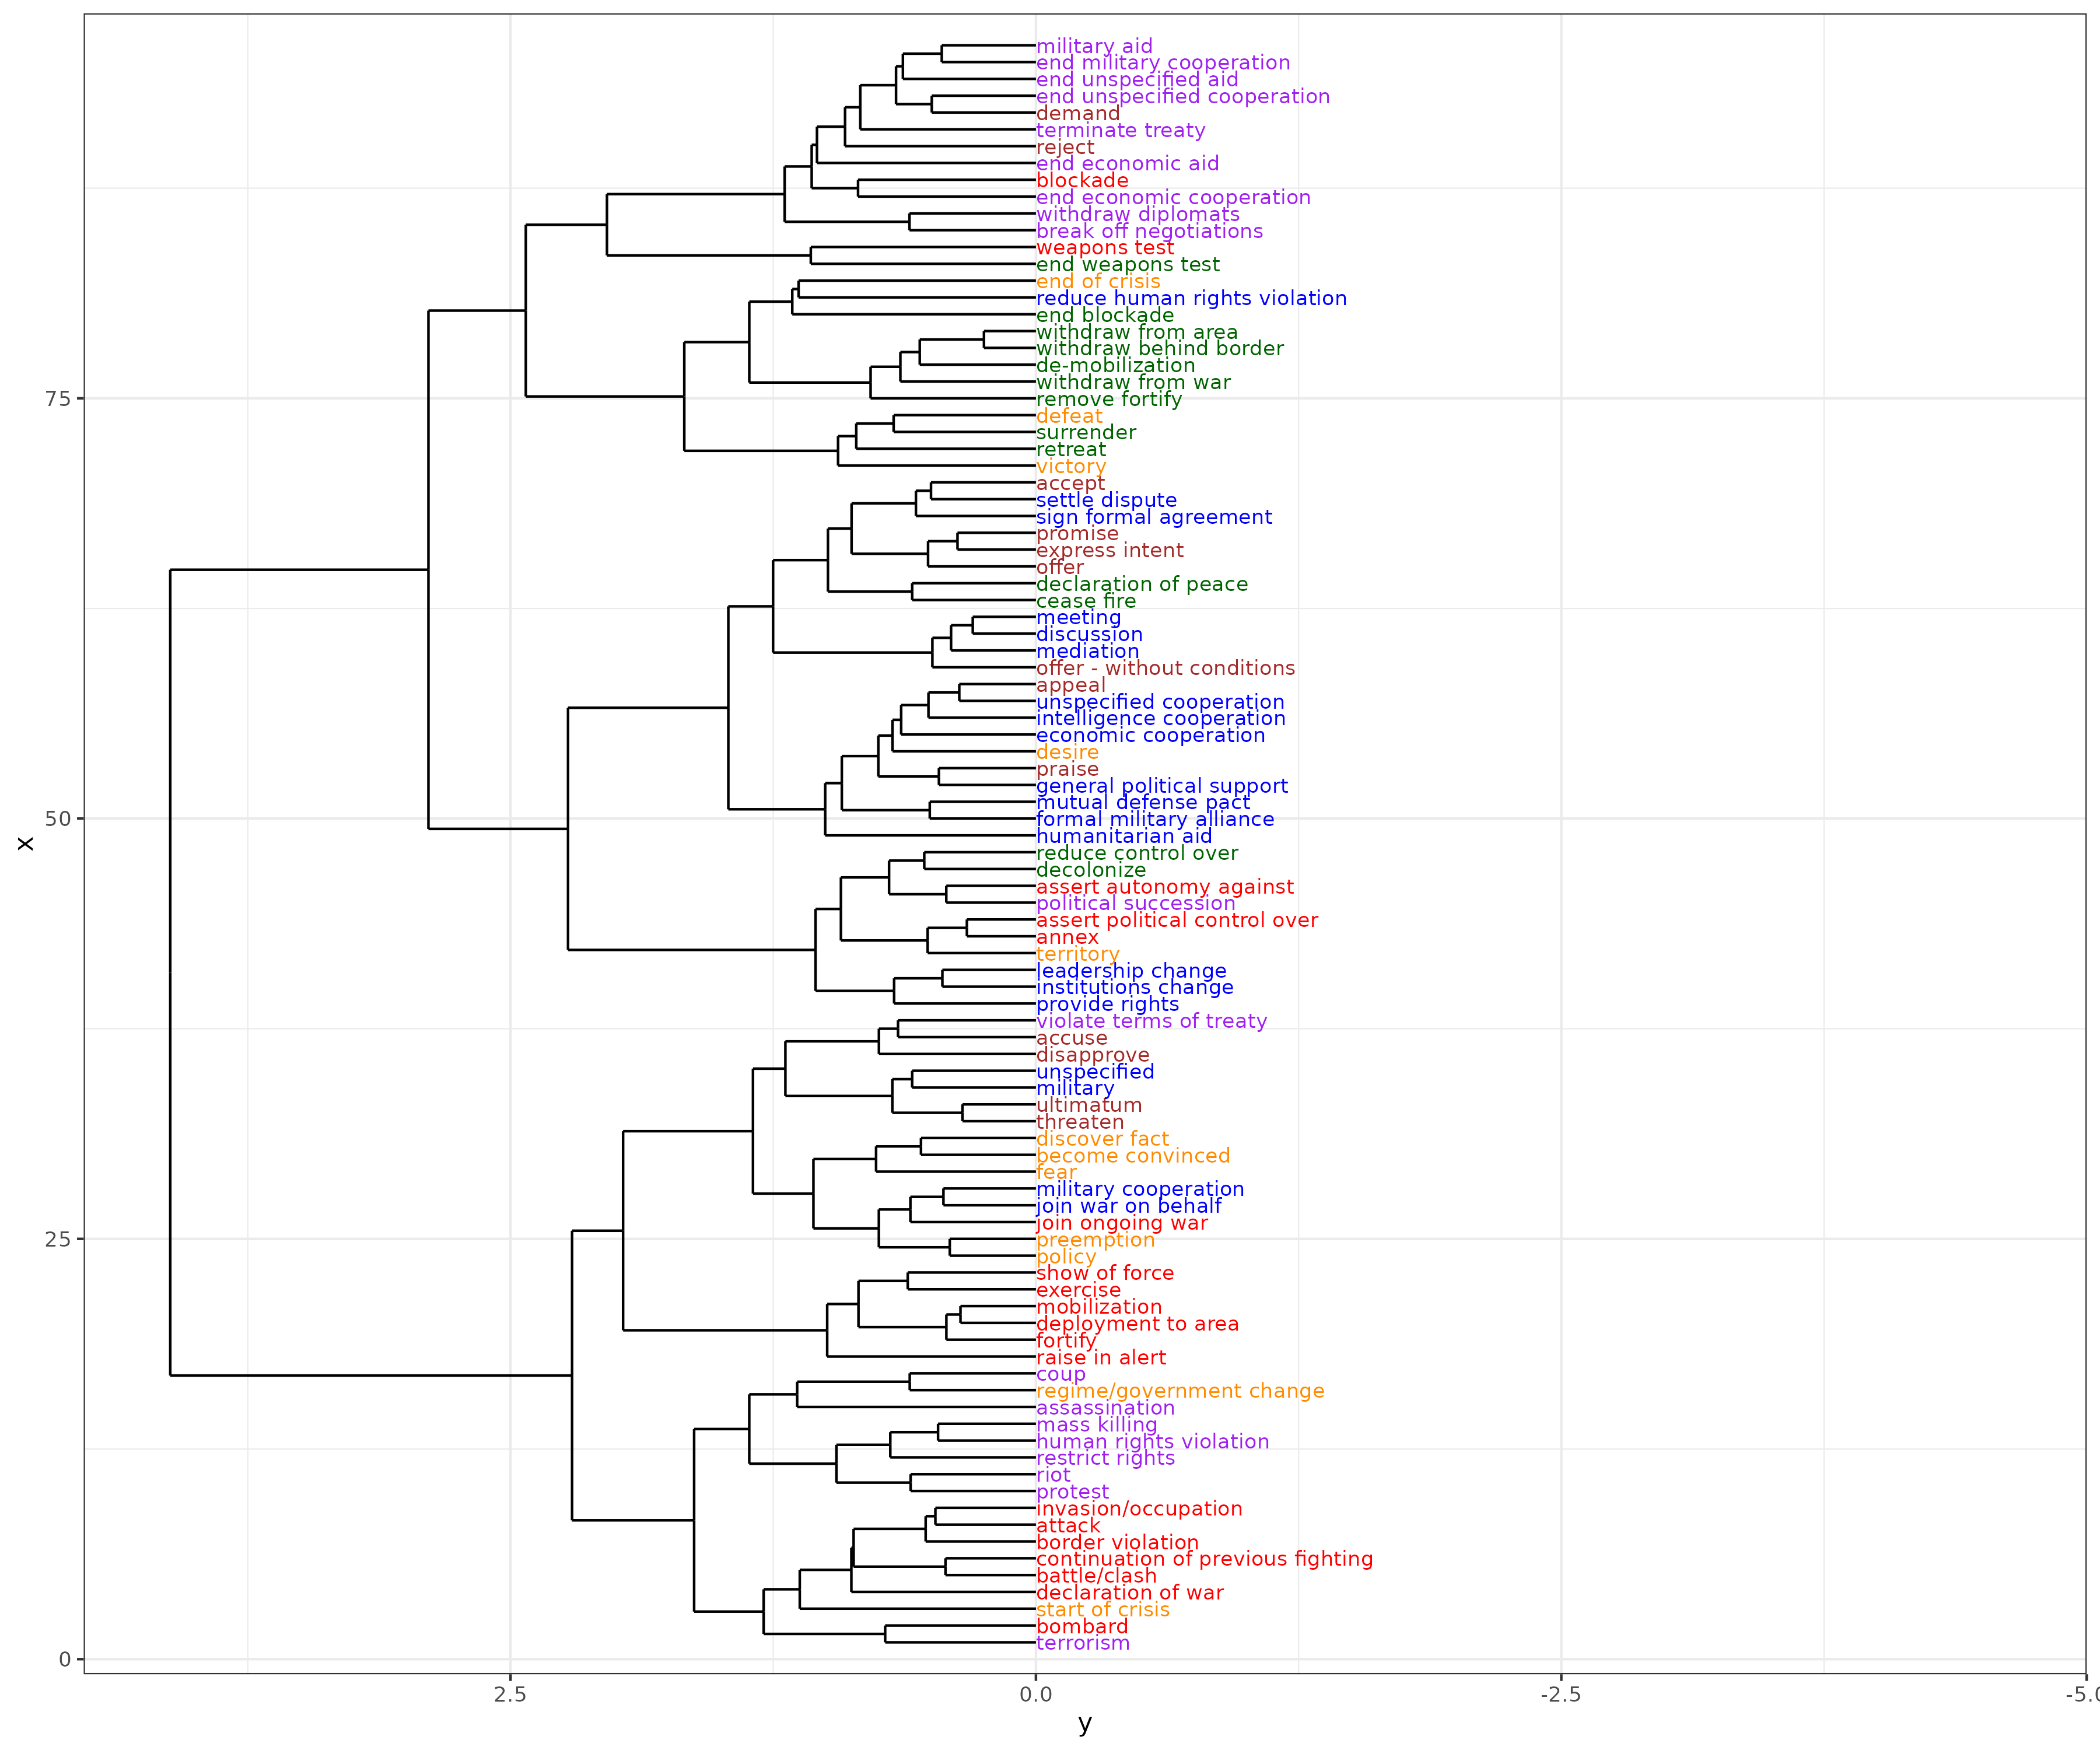 military aid
end military cooperation
end unspecified aid
end unspecified cooperation
demand
terminate treaty
reject
end economic aid
blockade
end economic cooperation
withdraw diplomats
break off negotiations
weapons test
end weapons test
end of crisis
reduce human rights violation
end blockade
withdraw from area
withdraw behind border
de-mobilization
withdraw from war
remove fortify
defeat
surrender
retreat
victory
accept
settle dispute
sign formal agreement
promise
express intent
offer
declaration of peace
cease fire
meeting
discussion
mediation
offer - without conditions
appeal
unspecified cooperation
intelligence cooperation
economic cooperation
desire
praise
general political support
mutual defense pact
formal military alliance
humanitarian aid
reduce control over
decolonize
assert autonomy against
political succession
assert political control over
annex
territory
leadership change
institutions change
provide rights
violate terms of treaty
accuse
disapprove
unspecified
military
ultimatum
threaten
discover fact
become convinced
fear
military cooperation
join war on behalf
join ongoing war
preemption
policy
show of force
exercise
mobilization
deployment to area
fortify
raise in alert
coup
regime/government change
assassination
mass killing
human rights violation
restrict rights
riot
protest
invasion/occupation
attack
border violation
continuation of previous fighting
battle/clash
declaration of war
start of crisis
bombard
terrorism
75
50
25
0
x
2.5 0.0 -2.5 -5.0
y